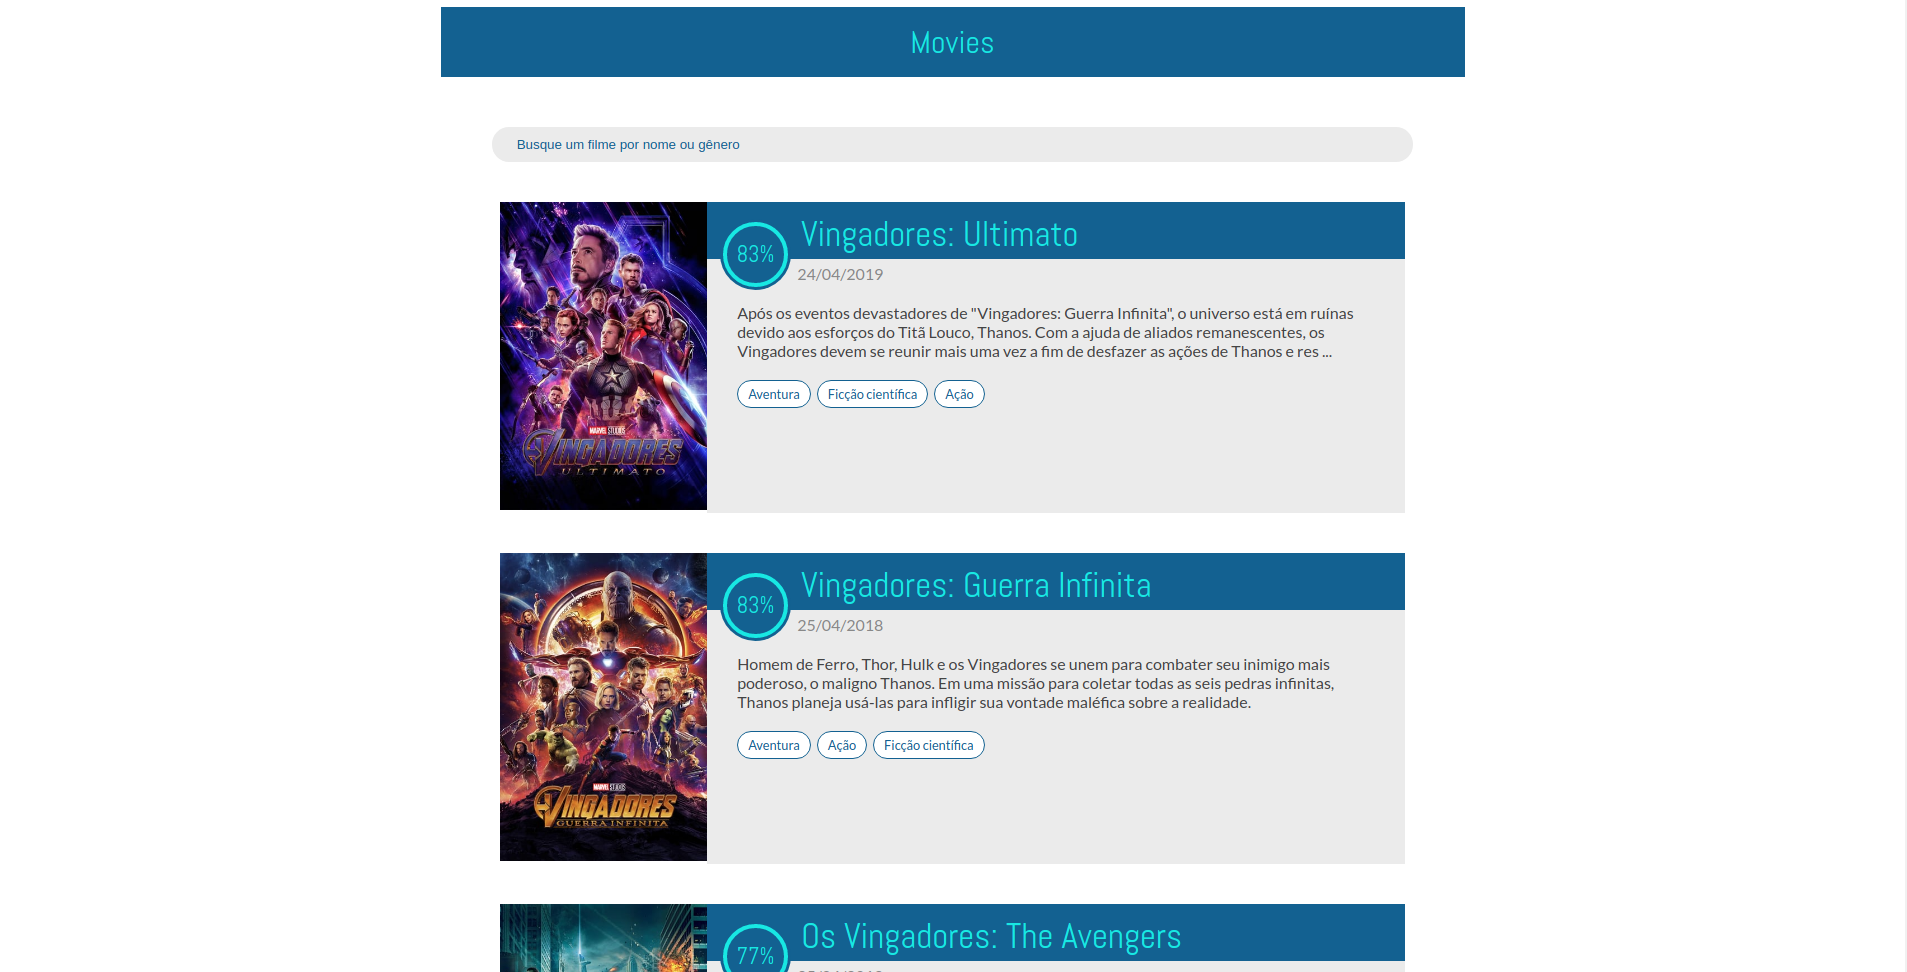 Movies
Busque um filme por nome ou gênero
Vingadores: Ultimato
83%
24/04/2019
Após os eventos devastadores de "Vingadores: Guerra Infinita", o universo está em ruínas
devido aos esforços do Titã Louco, Thanos. Com a ajuda de aliados remanescentes, os
Vingadores devem se reunir mais uma vez a fim de desfazer as ações de Thanos e res ...
Aventura Ficção científica Ação
MARVEL STUDIOS
VINGADORES
ULTIMATO
Vingadores: Guerra Infinita
83%
25/04/2018
Homem de Ferro, Thor, Hulk e os Vingadores se unem para combater seu inimigo mais
poderoso, o maligno Thanos. Em uma missão para coletar todas as seis pedras infinitas,
Thanos planeja usá-las para infligir sua vontade maléfica sobre a realidade.
Aventura Ação Ficção científica
MARVEL STUDIOS
VINGADORES
GUERRA INFINITA
Os Vingadores: The Avengers
77%